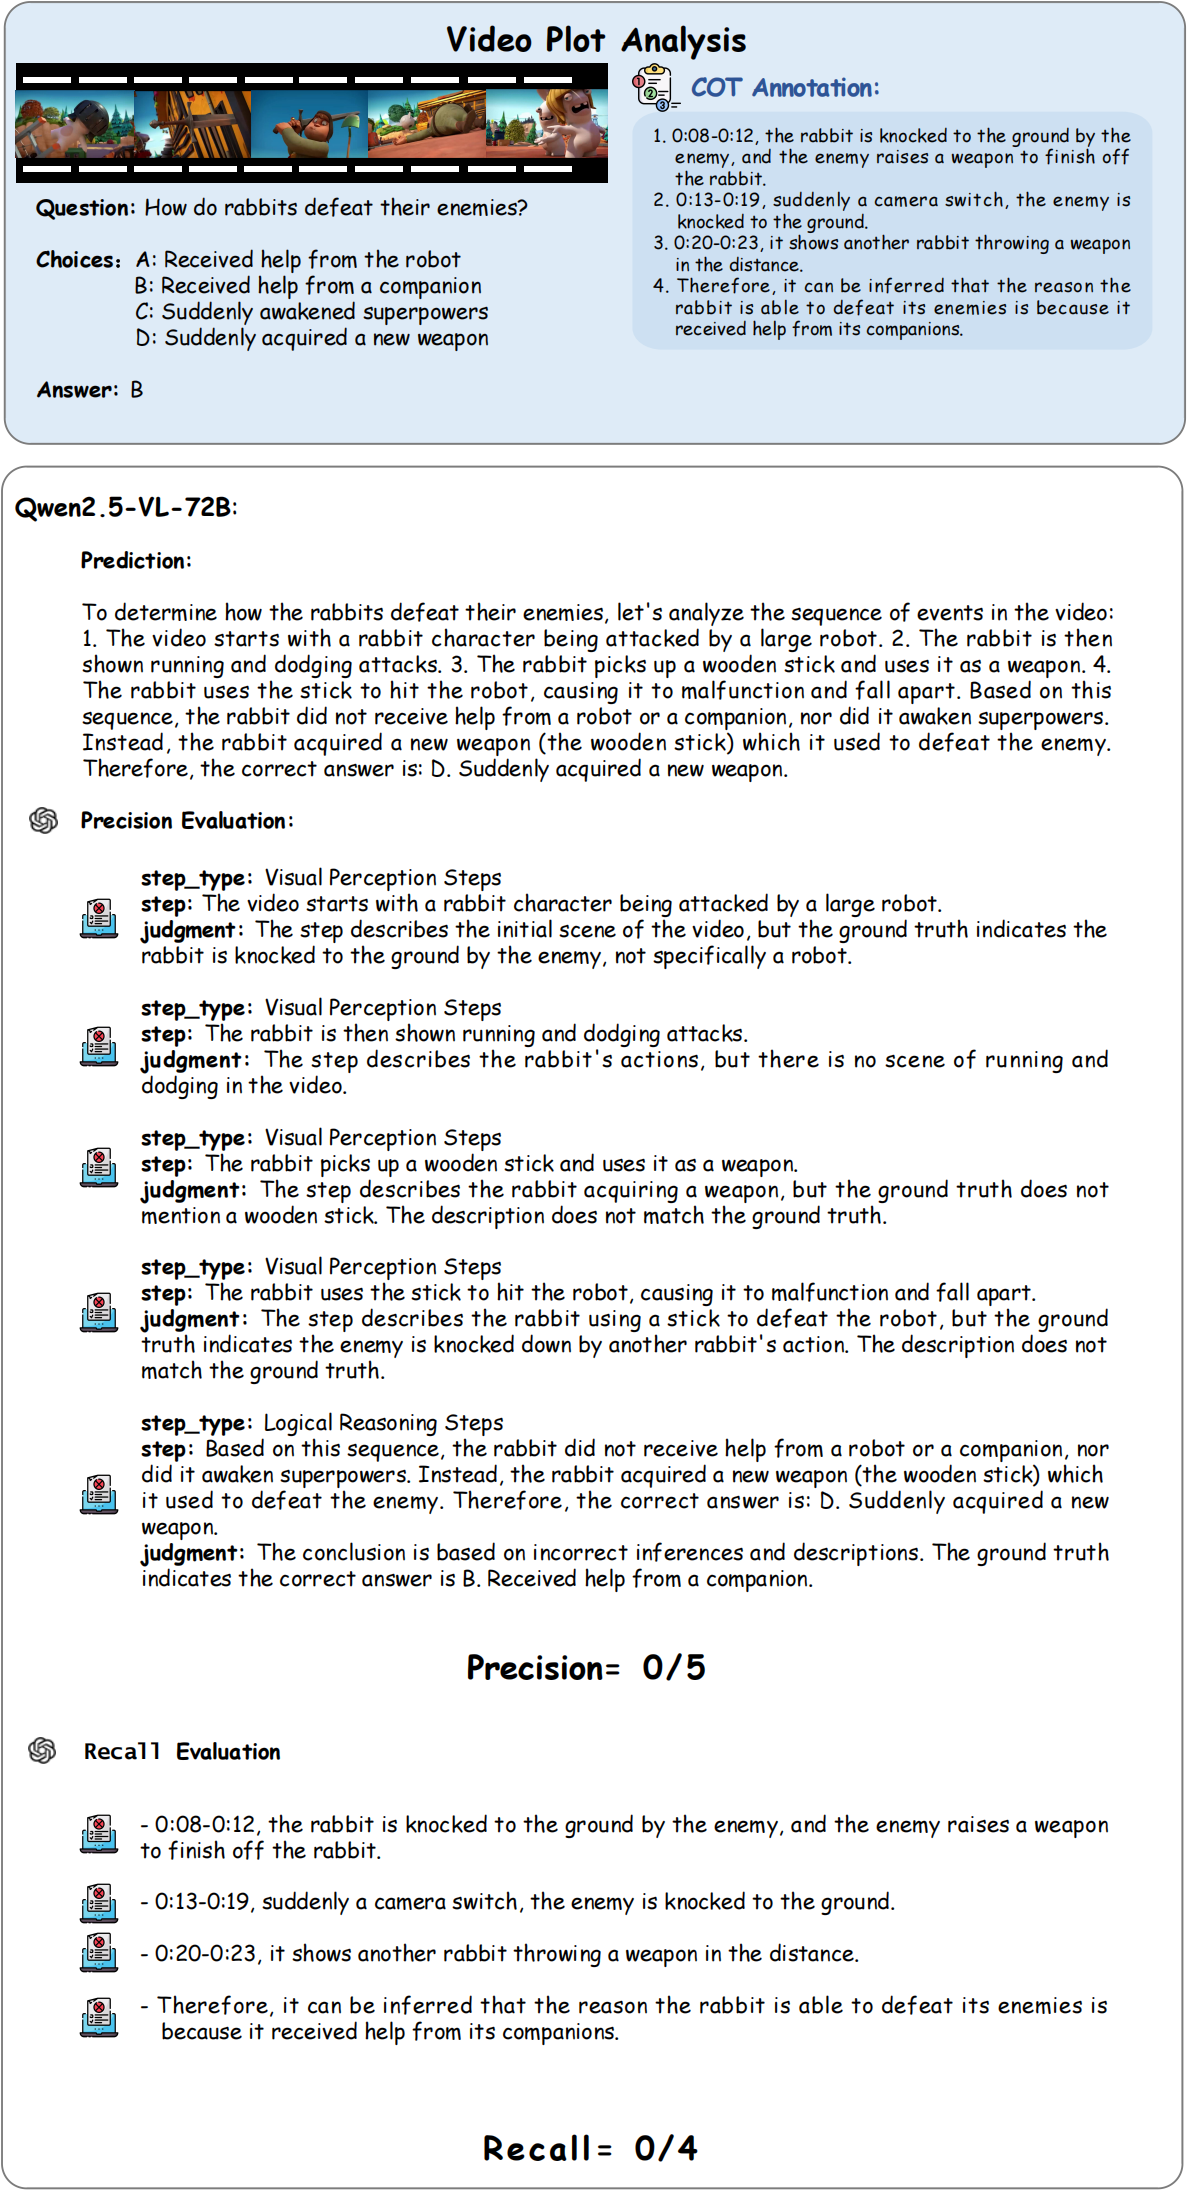 Video Plot Analysis
Question: How do rabbits defeat their enemies?
Choices: A: Received help from the robot
B: Received help from a companion
C: Suddenly awakened superpowers
D: Suddenly acquired a new weapon
Answer: B
1
2
3
COT Annotation:
1. 0:08-0:12, the rabbit is knocked to the ground by the
enemy, and the enemy raises a weapon to finish off
the rabbit.
2. 0:13-0:19, suddenly a camera switch, the enemy is
knocked to the ground.
3. 0:20-0:23, it shows another rabbit throwing a weapon
in the distance.
4. Therefore, it can be inferred that the reason the
rabbit is able to defeat its enemies is because it
received help from its companions.
Qwen2.5-VL-72B:
Prediction:
To determine how the rabbits defeat their enemies, let's analyze the sequence of events in the video:
1. The video starts with a rabbit character being attacked by a large robot. 2. The rabbit is then
shown running and dodging attacks. 3. The rabbit picks up a wooden stick and uses it as a weapon. 4.
The rabbit uses the stick to hit the robot, causing it to malfunction and fall apart. Based on this
sequence, the rabbit did not receive help from a robot or a companion, nor did it awaken superpowers.
Instead, the rabbit acquired a new weapon (the wooden stick) which it used to defeat the enemy.
Therefore, the correct answer is: D. Suddenly acquired a new weapon.
Precision Evaluation:
step_type: Visual Perception Steps
step: The video starts with a rabbit character being attacked by a large robot.
judgment: The step describes the initial scene of the video, but the ground truth indicates the
rabbit is knocked to the ground by the enemy, not specifically a robot.
step_type: Visual Perception Steps
step: The rabbit is then shown running and dodging attacks.
judgment: The step describes the rabbit's actions, but there is no scene of running and
dodging in the video.
step_type: Visual Perception Steps
step: The rabbit picks up a wooden stick and uses it as a weapon.
judgment: The step describes the rabbit acquiring a weapon, but the ground truth does not
mention a wooden stick. The description does not match the ground truth.
step_type: Visual Perception Steps
step: The rabbit uses the stick to hit the robot, causing it to malfunction and fall apart.
judgment: The step describes the rabbit using a stick to defeat the robot, but the ground
truth indicates the enemy is knocked down by another rabbit's action. The description does not
match the ground truth.
step_type: Logical Reasoning Steps
step: Based on this sequence, the rabbit did not receive help from a robot or a companion, nor
did it awaken superpowers. Instead, the rabbit acquired a new weapon (the wooden stick) which
it used to defeat the enemy. Therefore, the correct answer is: D. Suddenly acquired a new
weapon.
judgment: The conclusion is based on incorrect inferences and descriptions. The ground truth
indicates the correct answer is B. Received help from a companion.
Precision= 0/5
Recall Evaluation
- 0:08-0:12, the rabbit is knocked to the ground by the enemy, and the enemy raises a weapon
to finish off the rabbit.
- 0:13-0:19, suddenly a camera switch, the enemy is knocked to the ground.
- 0:20-0:23, it shows another rabbit throwing a weapon in the distance.
- Therefore, it can be inferred that the reason the rabbit is able to defeat its enemies is
because it received help from its companions.
Recall= 0/4